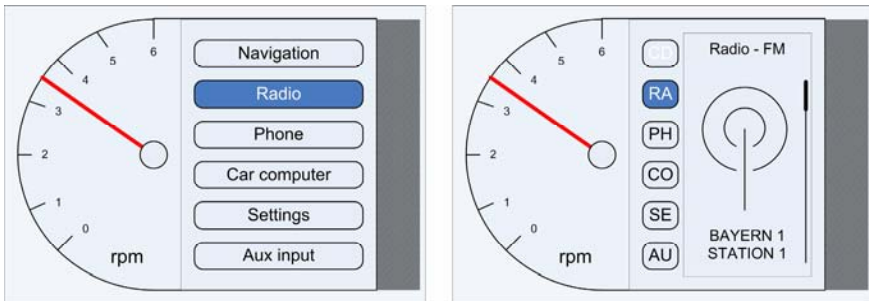 6
5
4
3
2
1
0
rpm
Navigation
Radio
Phone
Car computer
Settings
Aux input
6
5
4
3
2
1
0
rpm
CD
RA
PH
CO
SE
AU
Radio - FM
BAYERN 1
STATION 1